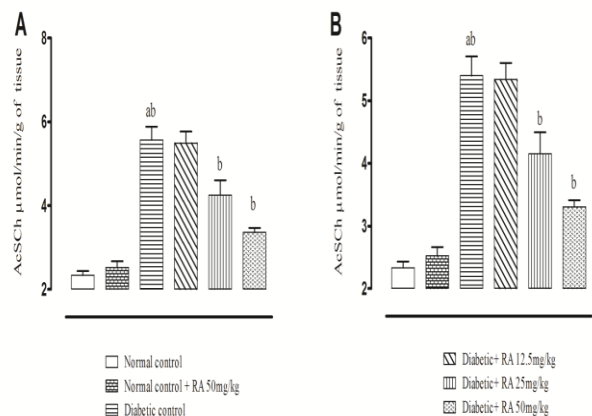 A
AcSCh µmol/min/g of tissue
8
6
4
2
ab
b
b
B
AcSCh µmol/min/g of tissue
6
5
4
3
2
ab
b
b
Normal control
Normal control + RA 50mg/kg
Diabetic control
Diabetic+ RA 12.5mg/kg
Diabetic+ RA 25mg/kg
Diabetic+ RA 50mg/kg